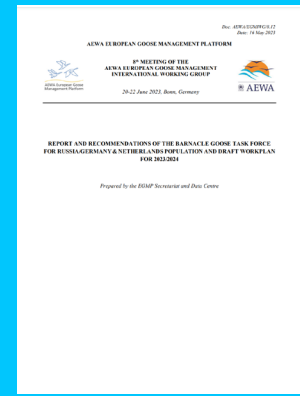 Doc. AEWA/EGMIWG/8.15
Date: 16 May 2023
AEWA EUROPEAN GOOSE MANAGEMENT PLATFORM
8th MEETING OF THE
AEWA EUROPEAN GOOSE MANAGEMENT
INTERNATIONAL WORKING GROUP
20-22 June 2023, Bonn, Germany
AEWA European Goose
Management Platform
AEWA
REPORT AND RECOMMENDATIONS OF THE BARNACLE GOOSE TASK FORCE
FOR RUSSIA/GERMANY & NETHERLANDS POPULATION AND DRAFT WORKPLAN
FOR 2023/2024
Prepared by the EGMP Secretariat and Data Centre